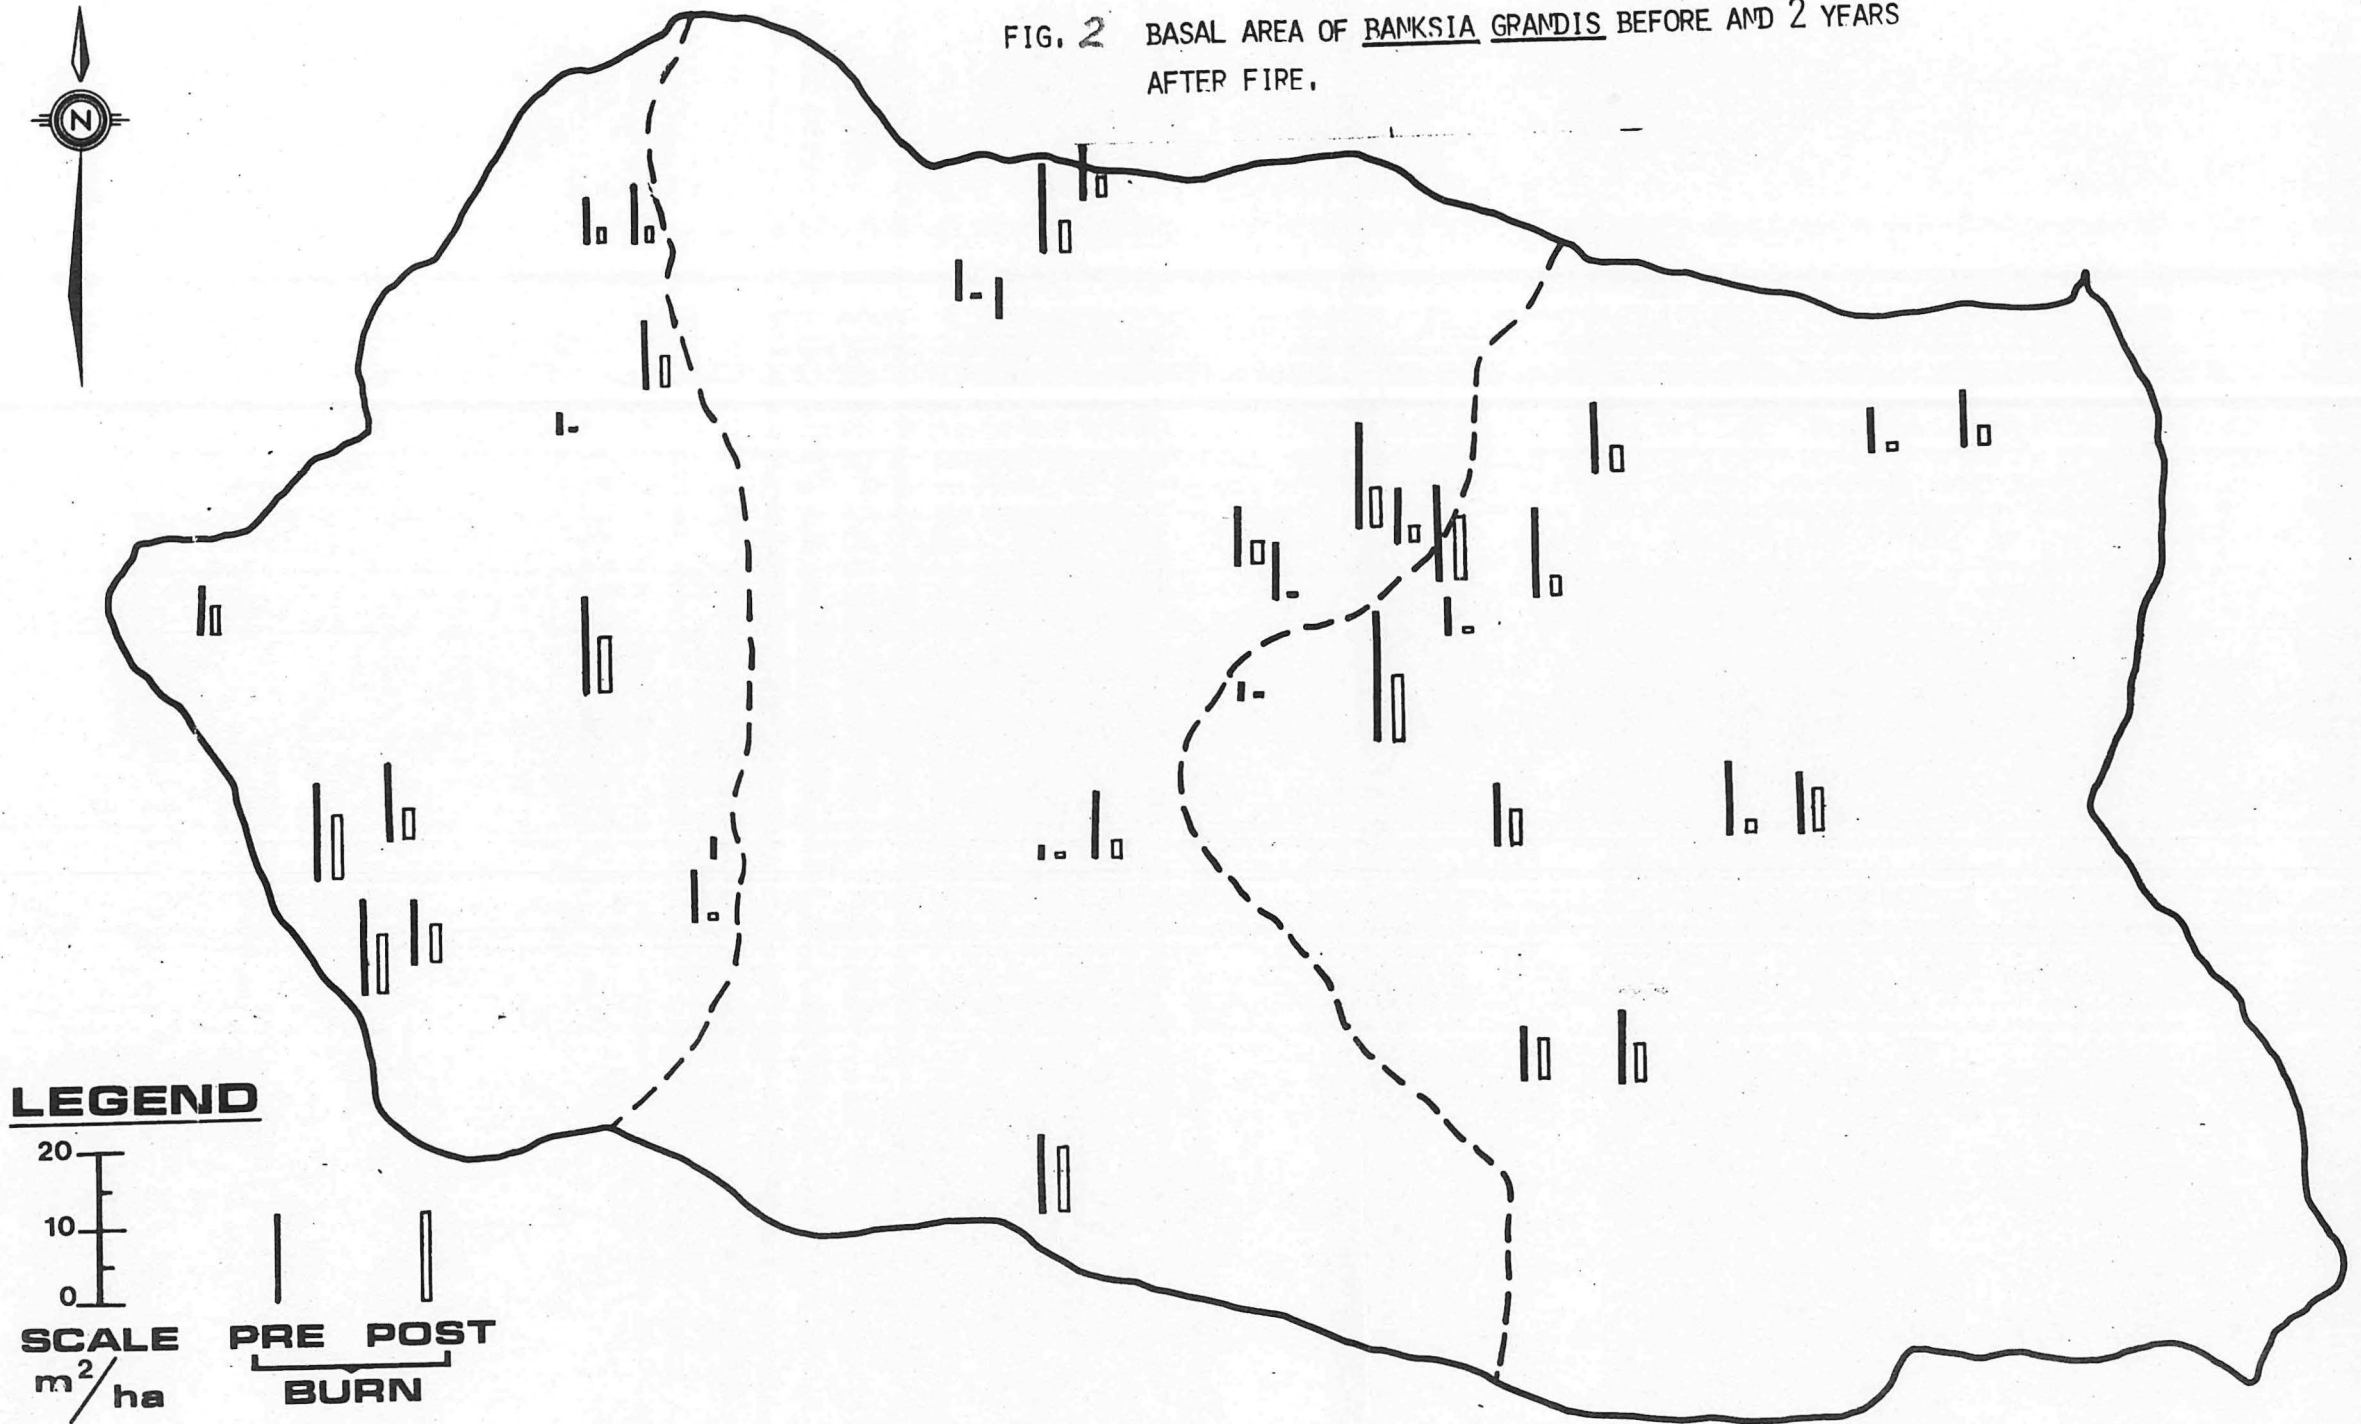 FIG. 2 BASAL AREA OF BANKSIA GRANDIS BEFORE AND 2 YEARS
AFTER FIRE.
N
LEGEND
20
10
0
SCALE PRE POST
m²/ha BURN